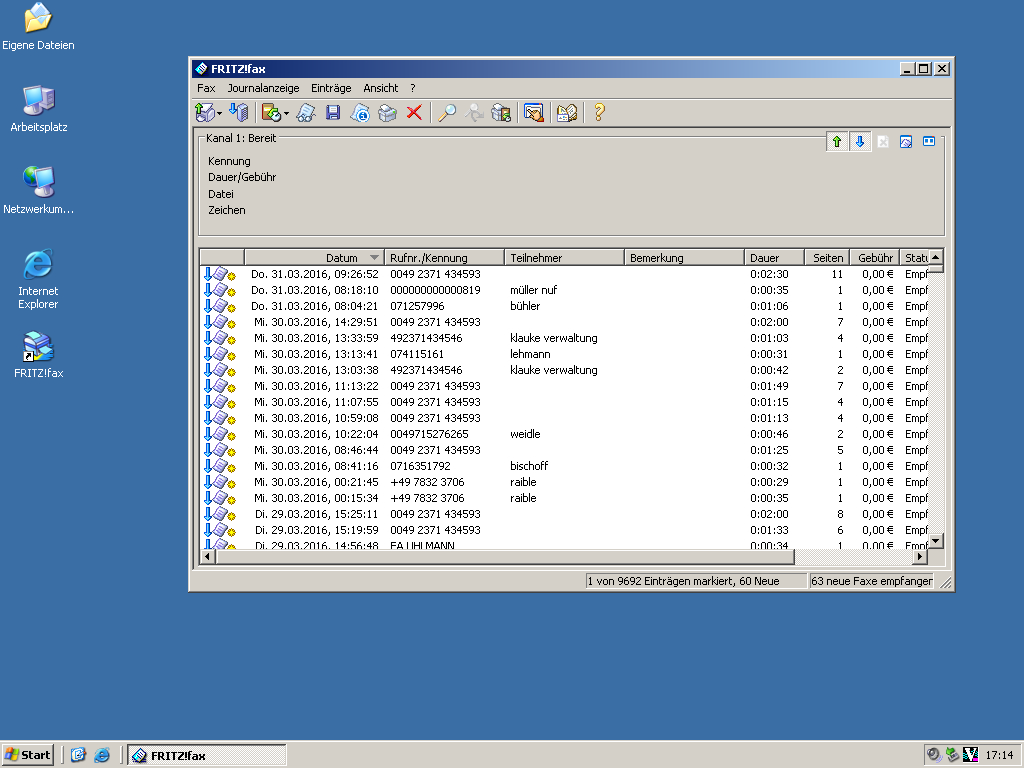 Eigene Dateien
Arbeitsplatz
Netzwerkum...
Internet
Explorer
FRITZ!fax
FRITZ!fax
Fax Journalanzeige Einträge Ansicht ?
Kanal 1: Bereit
Kennung
Dauer/Gebühr
Datei
Zeichen
Datum Rufnr./Kennung Teilnehmer Bemerkung Dauer Seiten Gebühr Statu
Do. 31.03.2016, 09:26:52 0049 2371 434593 0:02:30 11 0,00 € Empf
Do. 31.03.2016, 08:18:10 000000000000819 müller nuf 0:00:35 1 0,00 € Empf
Do. 31.03.2016, 08:04:21 071257996 bühler 0:01:06 1 0,00 € Empf
Mi. 30.03.2016, 14:29:51 0049 2371 434593 0:02:00 7 0,00 € Empf
Mi. 30.03.2016, 13:33:59 492371434546 klauke verwaltung 0:01:03 4 0,00 € Empf
Mi. 30.03.2016, 13:13:41 074115161 lehmann 0:00:31 1 0,00 € Empf
Mi. 30.03.2016, 13:03:38 492371434546 klauke verwaltung 0:00:42 2 0,00 € Empf
Mi. 30.03.2016, 11:13:22 0049 2371 434593 0:01:49 7 0,00 € Empf
Mi. 30.03.2016, 11:07:55 0049 2371 434593 0:01:15 4 0,00 € Empf
Mi. 30.03.2016, 10:59:08 0049 2371 434593 0:01:13 4 0,00 € Empf
Mi. 30.03.2016, 10:22:04 0049715276265 weidle 0:00:46 2 0,00 € Empf
Mi. 30.03.2016, 08:46:44 0049 2371 434593 0:01:25 5 0,00 € Empf
Mi. 30.03.2016, 08:41:16 0716351792 bischoff 0:00:32 1 0,00 € Empf
Mi. 30.03.2016, 00:21:45 +49 7832 3706 raible 0:00:29 1 0,00 € Empf
Mi. 30.03.2016, 00:15:34 +49 7832 3706 raible 0:00:35 1 0,00 € Empf
Di. 29.03.2016, 15:25:11 0049 2371 434593 0:02:00 8 0,00 € Empf
Di. 29.03.2016, 15:19:59 0049 2371 434593 0:01:33 6 0,00 € Empf
Di. 29.03.2016, 14:56:48 FA UHLMANN 0:00:34 1 0,00 € Empf
1 von 9692 Einträgen markiert, 60 Neue 63 neue Faxe empfangen
Start FRITZ!fax 17:14